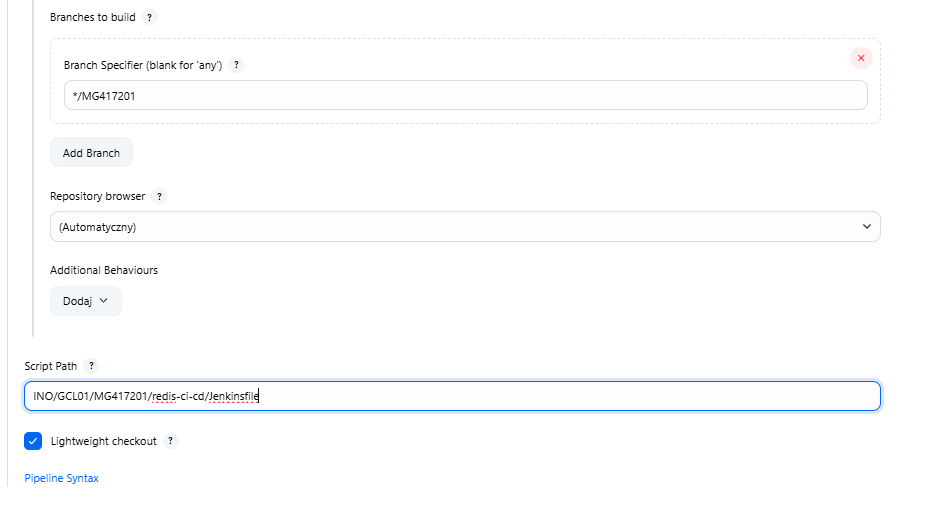 Branches to build ?
Branch Specifier (blank for 'any') ?
*/MG417201
Add Branch
Repository browser ?
(Automatyczny)
Additional Behaviours
Dodaj
Script Path ?
INO/GCL01/MG417201/redis-ci-cd/Jenkinsfile
Lightweight checkout ?
Pipeline Syntax